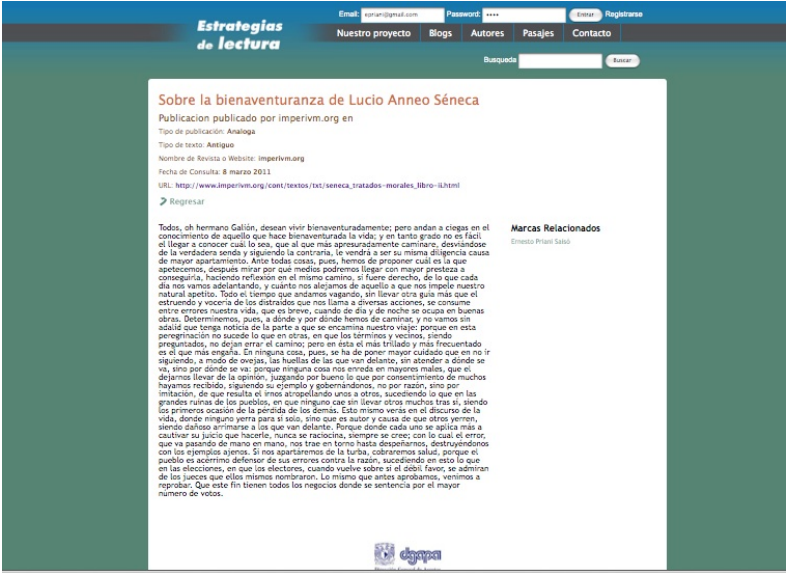 Email: epriani@gmail.com Password: •••• Entrar Registrarse
Estrategias
de lectura
Nuestro proyecto Blogs Autores Pasajes Contacto
Busqueda Buscar
Sobre la bienaventuranza de Lucio Anneo Séneca
Publicacion publicado por imperivm.org en
Tipo de publicación: Analoga
Tipo de texto: Antiguo
Nombre de Revista o Website: imperivm.org
Fecha de Consulta: 8 marzo 2011
URL: http://www.imperivm.org/cont/textos/txt/seneca_tratados-morales_libro-ii.html
Regresar
Todos, oh hermano Galión, desean vivir bienaventuradamente; pero andan a ciegas en el
conocimiento de aquello que hace bienaventurada la vida; y en tanto grado no es fácil
el llegar a conocer cuál lo sea, que al que más apresuradamente caminare, desviándose
de la verdadera senda y siguiendo la contraria, le vendrá a ser su misma diligencia causa
de mayor apartamiento. Ante todas cosas, pues, hemos de proponer cuál es la que
apetecemos, después mirar por qué medios podremos llegar con mayor presteza a
conseguirla, haciendo reflexión en el mismo camino, si fuere derecho, de lo que cada
día nos vamos adelantando, y cuánto nos alejamos de aquello a que nos impele nuestro
natural apetito. Todo el tiempo que andamos vagando, sin llevar otra guía más que el
estruendo y vocería de los distraídos que nos llama a diversas acciones, se consume
entre errores nuestra vida, que es breve, cuando de día y de noche se ocupa en buenas
obras. Determinemos, pues, a dónde y por dónde hemos de caminar, y no vamos sin
adalid que tenga noticia de la parte a que se encamina nuestro viaje: porque en esta
peregrinación no sucede lo que en otras, en que los términos y vecinos, siendo
preguntados, no dejan errar el camino; pero en ésta el más trillado y más frecuentado
es el que más engaña. En ninguna cosa, pues, se ha de poner mayor cuidado que en no ir
siguiendo, a modo de ovejas, las huellas de las que van delante, sin atender a dónde se
va, sino por dónde se va: porque ninguna cosa nos enreda en mayores males, que el
dejarnos llevar de la opinión, juzgando por bueno lo que por consentimiento de muchos
hayamos recibido, siguiendo su ejemplo y gobernándonos, no por razón, sino por
imitación, de que resulta el irnos atropellando unos a otros, sucediendo lo que en las
grandes ruinas de los pueblos, en que ninguno cae sin llevar otros muchos tras sí, siendo
los primeros ocasión de la pérdida de los demás. Esto mismo verás en el discurso de la
vida, donde ninguno yerra para sí solo, sino que es autor y causa de que otros yerren,
siendo dañoso arrimarse a los que van delante. Porque donde cada uno se aplica más a
cautivar su juicio que hacerle, nunca se raciocina, siempre se cree; con lo cual el error,
que va pasando de mano en mano, nos trae en torno hasta despeñarnos, destruyéndonos
con los ejemplos ajenos. Si nos apartáremos de la turba, cobraremos salud, porque el
pueblo es acérrimo defensor de sus errores contra la razón, sucediendo en esto lo que
en las elecciones, en que los electores, cuando vuelve sobre sí el débil favor, se admiran
de los jueces que ellos mismos nombraron. Lo mismo que antes aprobamos, venimos a
reprobar. Que este fin tienen todos los negocios donde se sentencia por el mayor
número de votos.
Marcas Relacionados
Ernesto Priani Saisó
dgapa